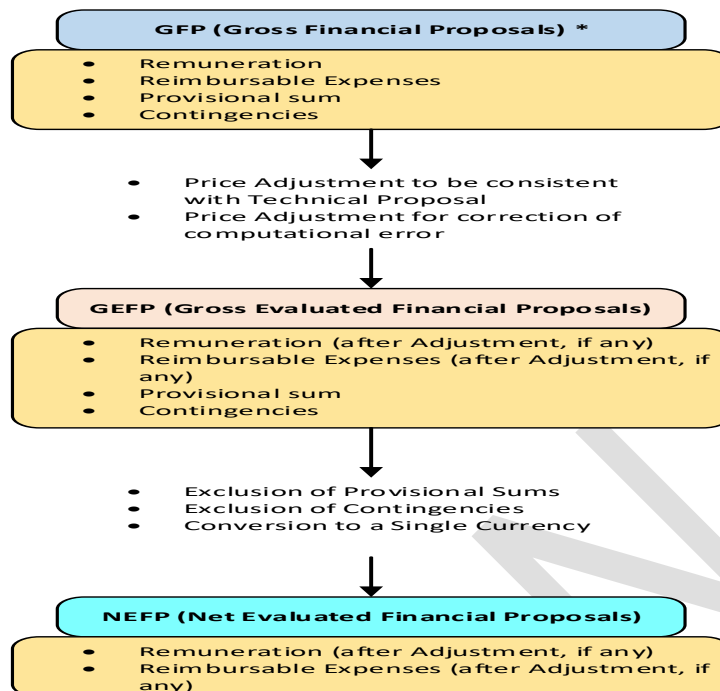 GFP (Gross Financial Proposals) *
• Remuneration
• Reimbursable Expenses
• Provisional sum
• Contingencies
• Price Adjustment to be consistent
with Technical Proposal
• Price Adjustment for correction of
computational error
GEFP (Gross Evaluated Financial Proposals)
• Remuneration (after Adjustment, if any)
• Reimbursable Expenses (after Adjustment, if
any)
• Provisional sum
• Contingencies
• Exclusion of Provisional Sums
• Exclusion of Contingencies
• Conversion to a Single Currency
NEFP (Net Evaluated Financial Proposals)
• Remuneration (after Adjustment, if any)
• Reimbursable Expenses (after Adjustment, if
any)